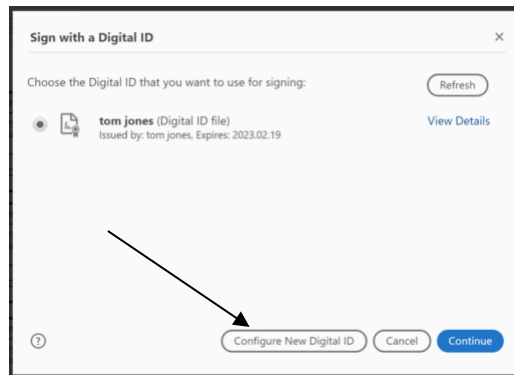 Sign with a Digital ID
Choose the Digital ID that you want to use for signing:
Refresh
tom jones (Digital ID file)
View Details
Issued by: tom jones, Expires: 2023.02.19
Configure New Digital ID
Cancel
Continue